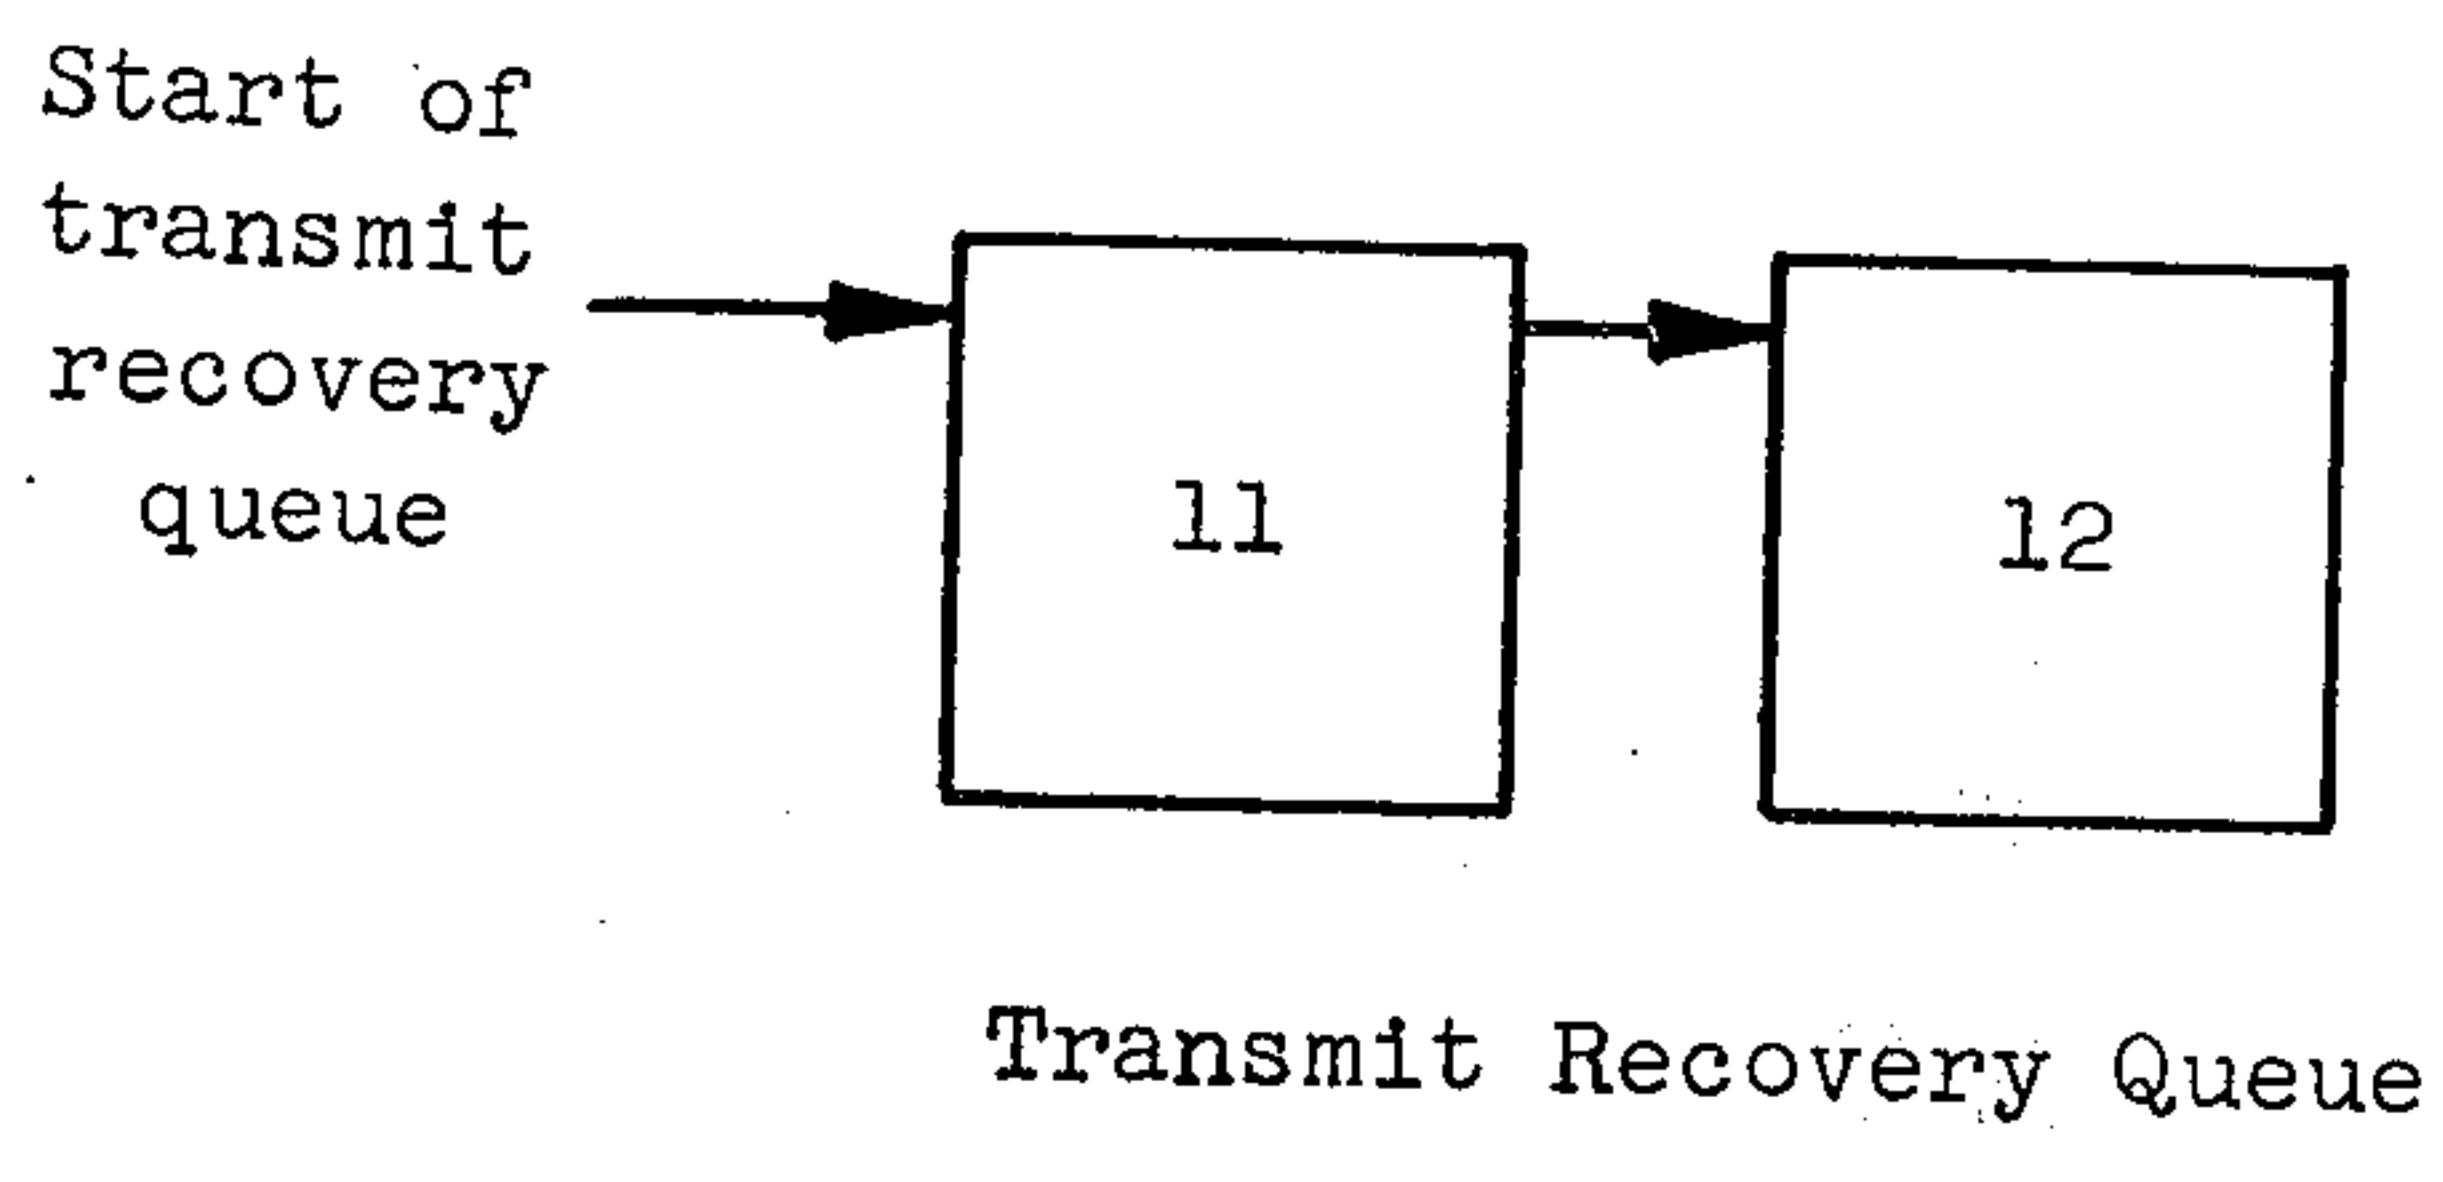 Start of
transmit
recovery
queue
11
12
Transmit Recovery Queue